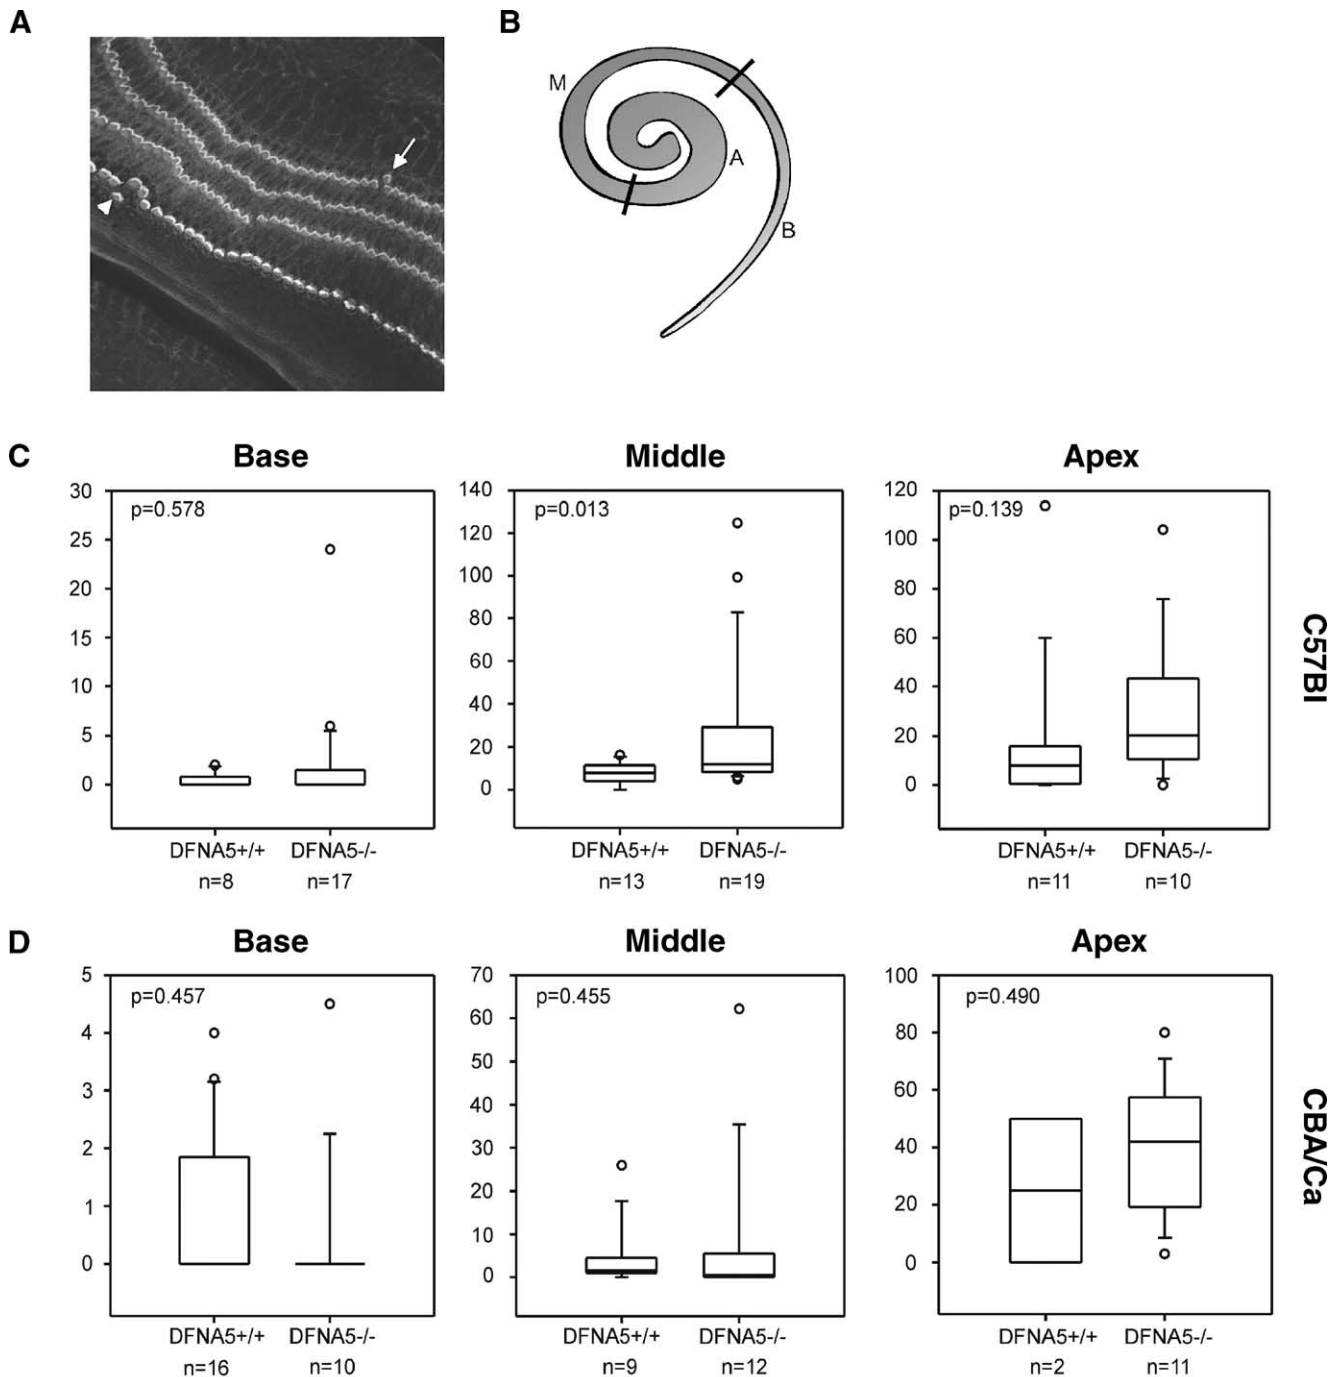 A
B
M
A
B
C
Base
Middle
Apex
30
25
20
15
10
5
0
p=0.578
DFNA5+/+
DFNA5-/-
n=8
n=17
140
120
100
80
60
40
20
0
p=0.013
DFNA5+/+
DFNA5-/-
n=13
n=19
120
100
80
60
40
20
0
p=0.139
DFNA5+/+
DFNA5-/-
n=11
n=10
C57Bl
D
Base
Middle
Apex
5
4
3
2
1
0
p=0.457
DFNA5+/+
DFNA5-/-
n=16
n=10
70
60
50
40
30
20
10
0
p=0.455
DFNA5+/+
DFNA5-/-
n=9
n=12
100
80
60
40
20
0
p=0.490
DFNA5+/+
DFNA5-/-
n=2
n=11
CBA/Ca